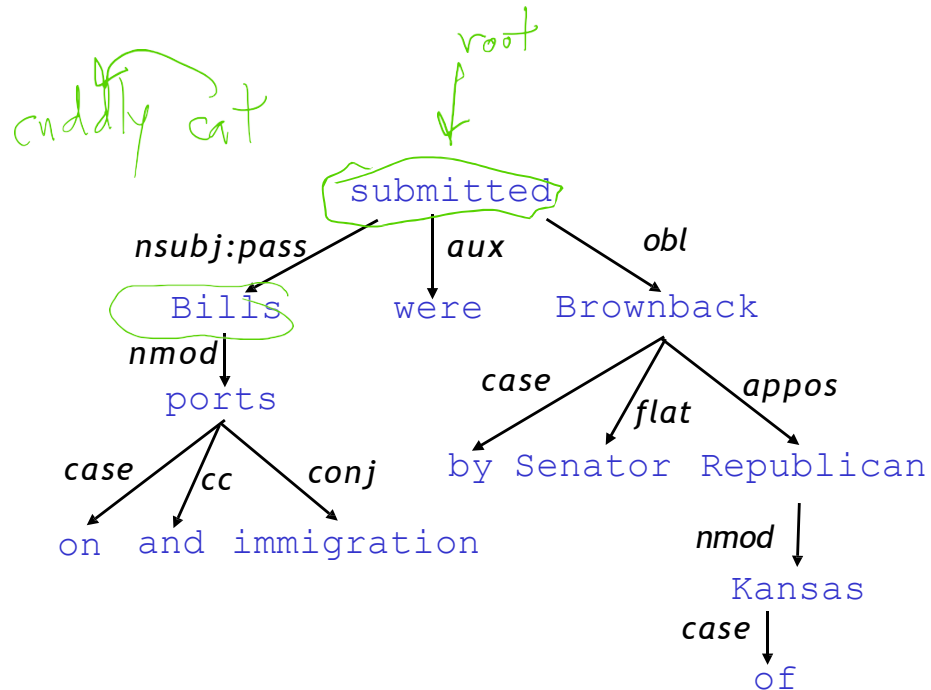 root
cuddly cat
submitted
nsubj:pass aux obl
Bills were Brownback
nmod
ports
case flat appos
case cc conj
by Senator Republican
on and immigration
nmod
Kansas
case
of